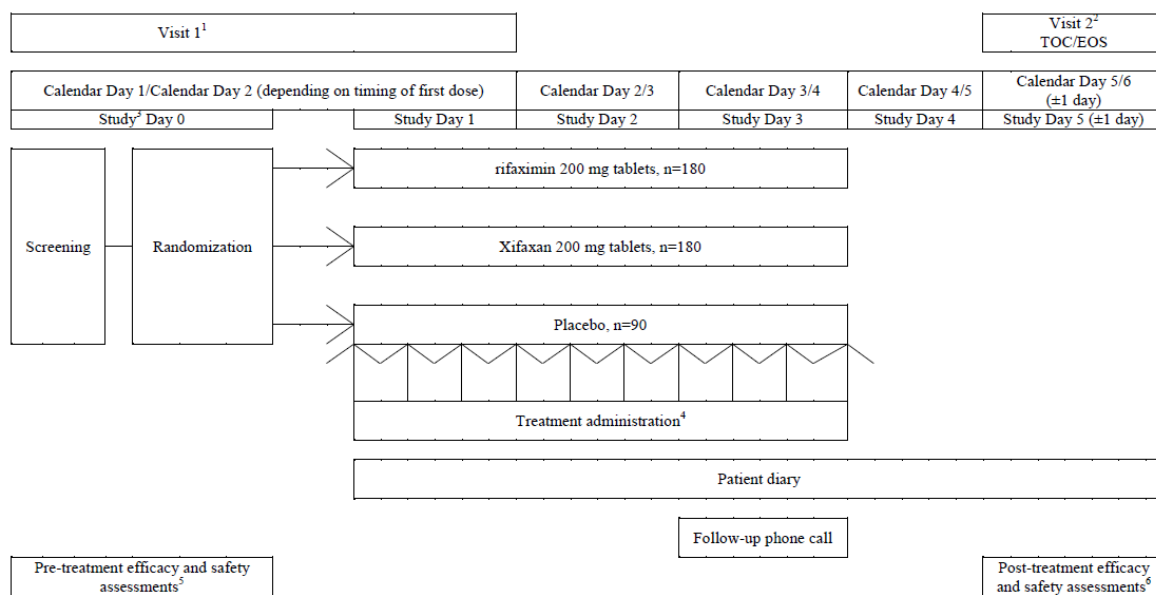 Visit 1¹
Visit 2²
TOC/EOS
Calendar Day 1/Calendar Day 2 (depending on timing of first dose)
Calendar Day 2/3
Calendar Day 3/4
Calendar Day 4/5
Calendar Day 5/6
(±1 day)
Study³ Day 0
Study Day 1
Study Day 2
Study Day 3
Study Day 4
Study Day 5 (±1 day)
rifaximin 200 mg tablets, n=180
Screening
Randomization
Xifaxan 200 mg tablets, n=180
Placebo, n=90
Treatment administration⁴
Patient diary
Follow-up phone call
Pre-treatment efficacy and safety
assessments⁵
Post-treatment efficacy
and safety assessments⁶